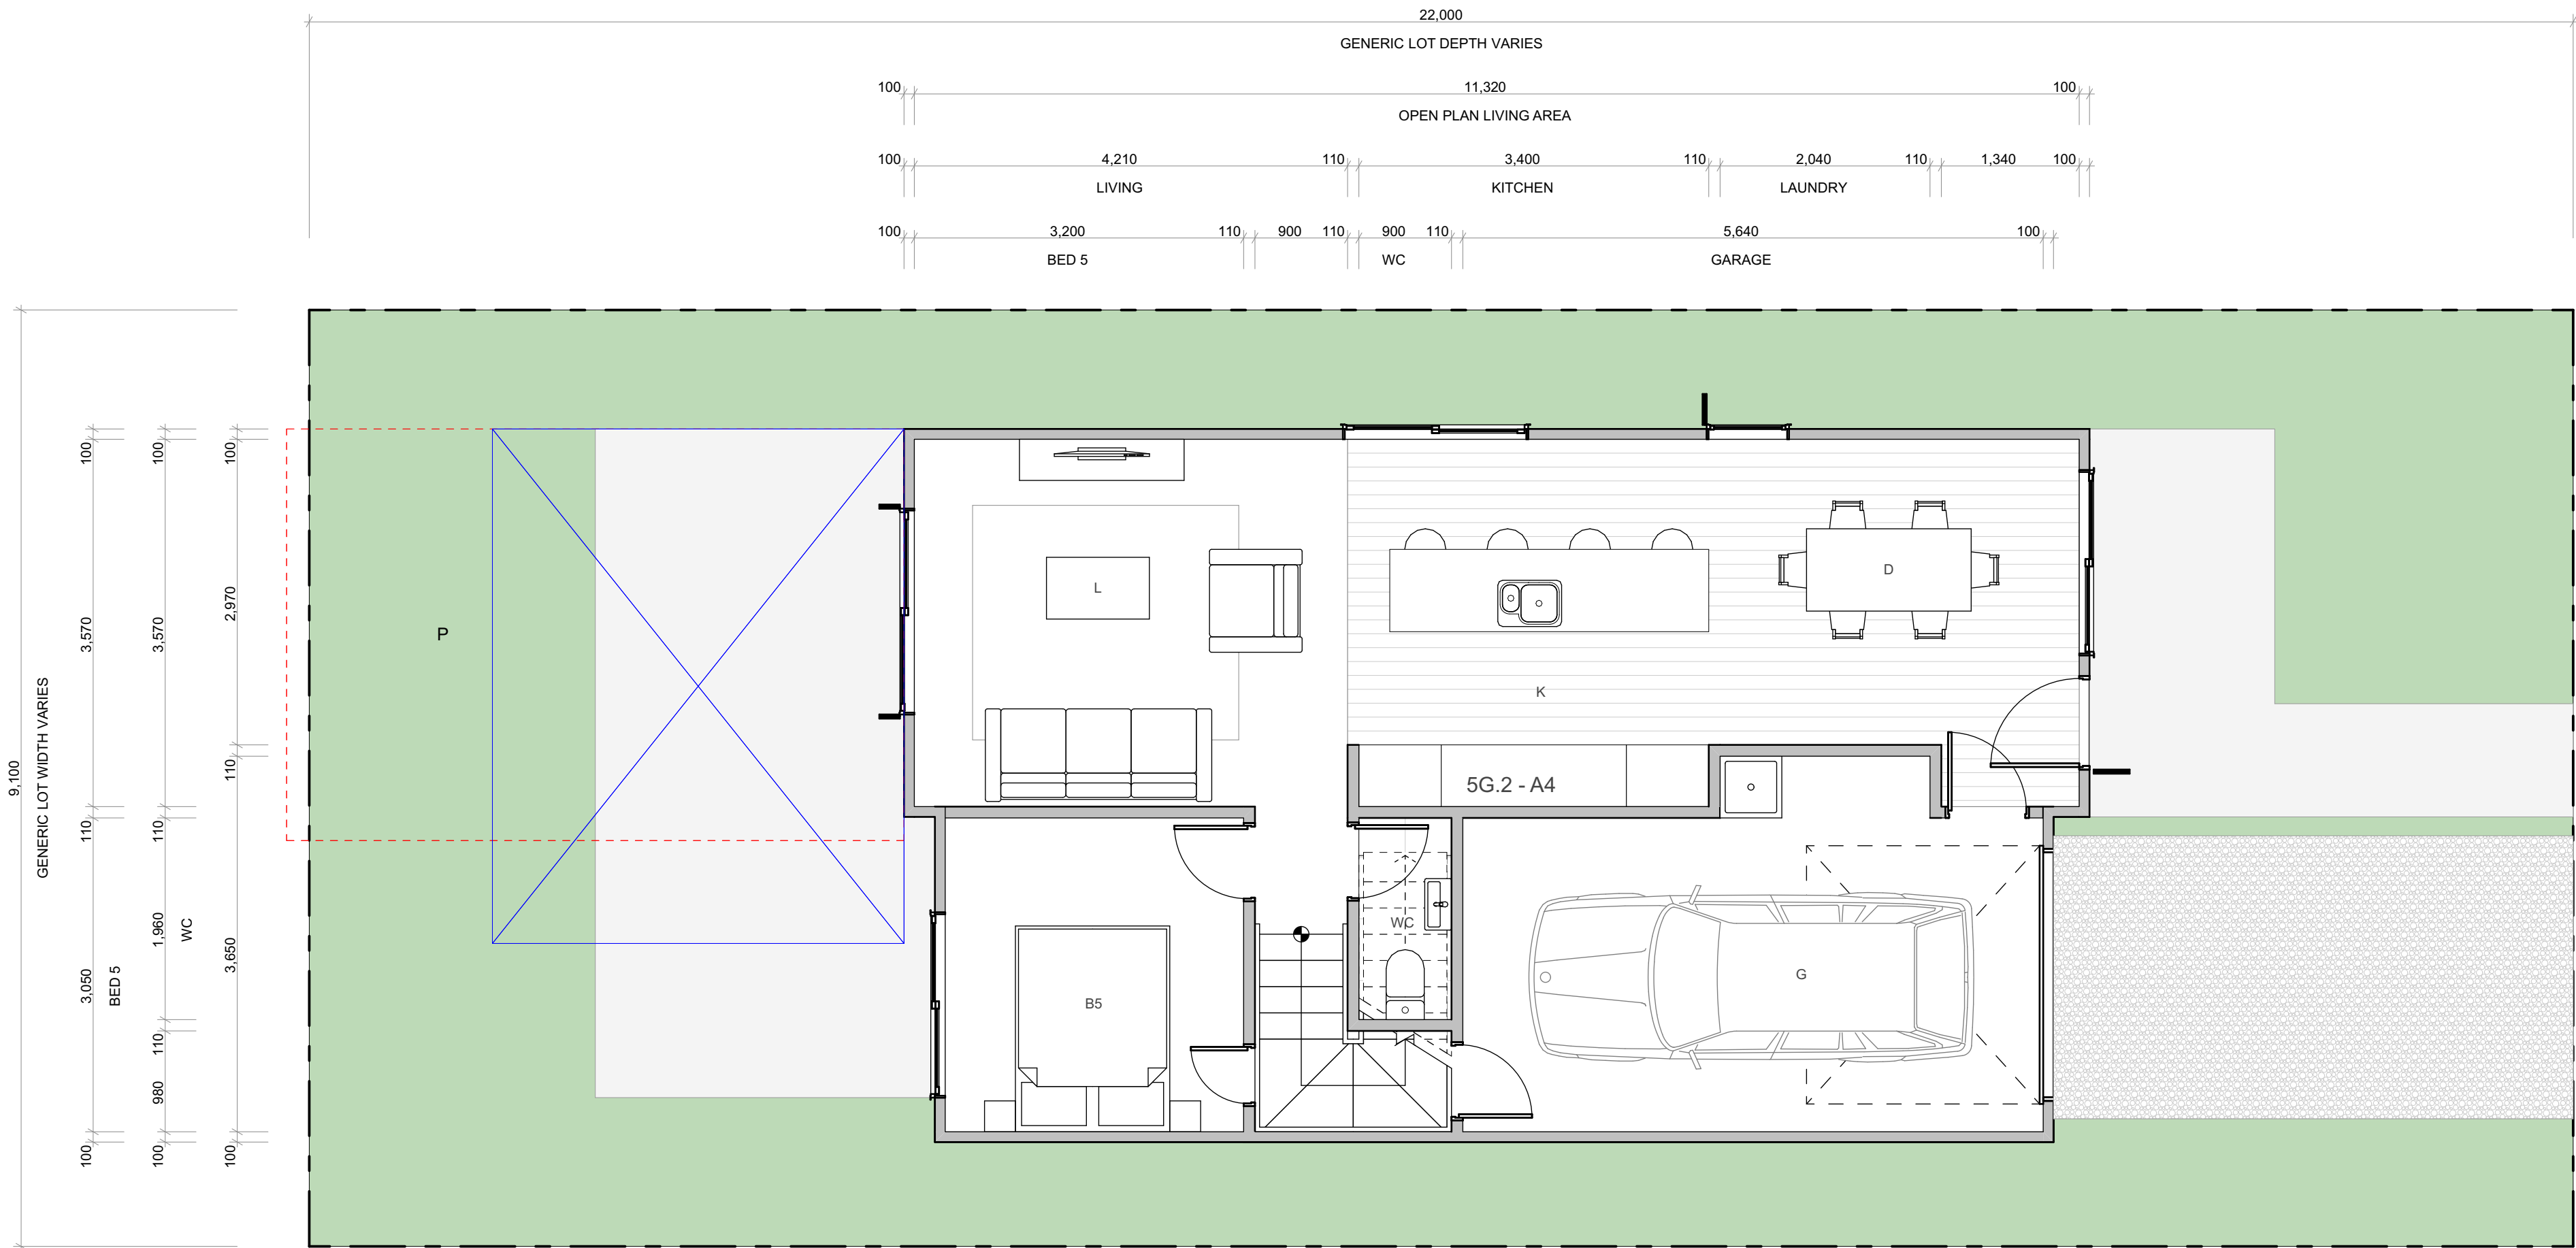 22,000
GENERIC LOT DEPTH VARIES
100 11,320 100
OPEN PLAN LIVING AREA
100 4,210 110 3,400 110 2,040 110 1,340 100
LIVING KITCHEN LAUNDRY
100 3,200 110 900 110 900 110 5,640 100
BED 5 WC GARAGE
9,100
GENERIC LOT WIDTH VARIES
100 3,570 110 3,050 100
BED 5
100 3,570 110 1,960 110 980 100
WC
100 2,970 110 3,650 100
P
L
D
K
5G.2 - A4
WC
B5
G